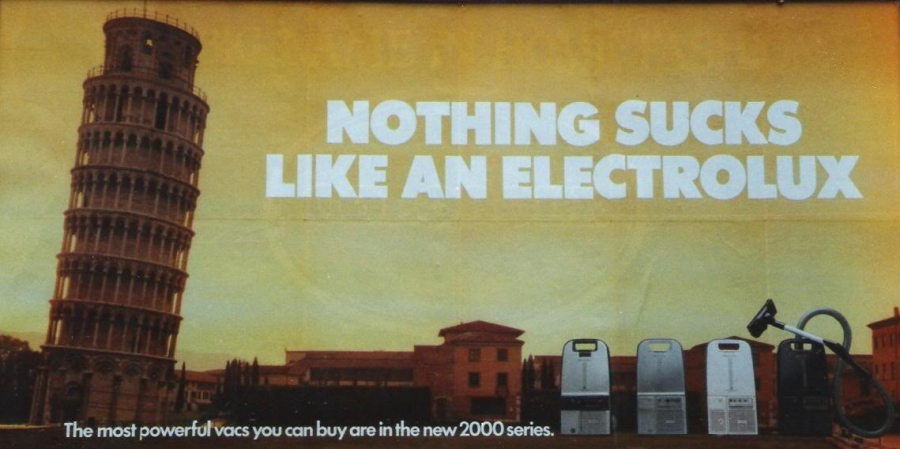 NOTHING SUCKS
LIKE AN ELECTROLUX
The most powerful vacs you can buy are in the new 2000 series.